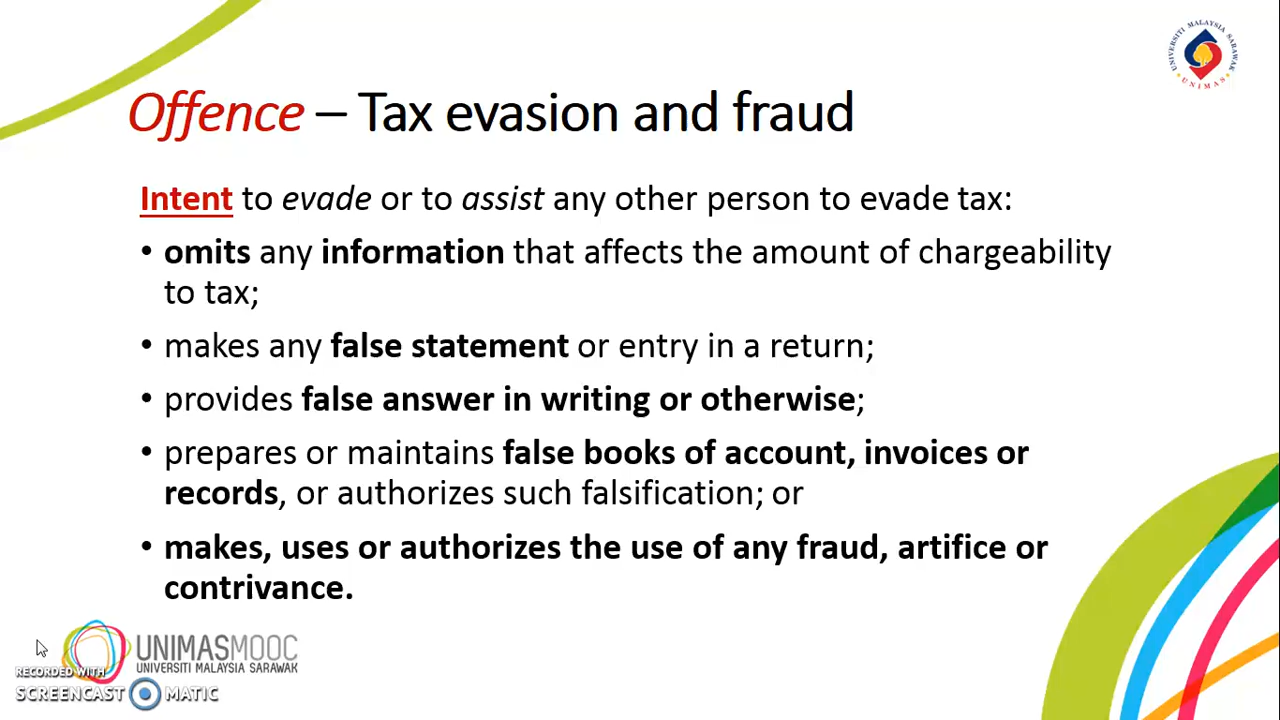 UNIVERSITI MALAYSIA SARAWAK
UNIMAS
Offence – Tax evasion and fraud
Intent to evade or to assist any other person to evade tax:
• omits any information that affects the amount of chargeability
to tax;
• makes any false statement or entry in a return;
• provides false answer in writing or otherwise;
• prepares or maintains false books of account, invoices or
records, or authorizes such falsification; or
• makes, uses or authorizes the use of any fraud, artifice or
contrivance.
UNIMASMOOC
UNIVERSITI MALAYSIA SARAWAK
RECORDED WITH
SCREENCAST MATIC